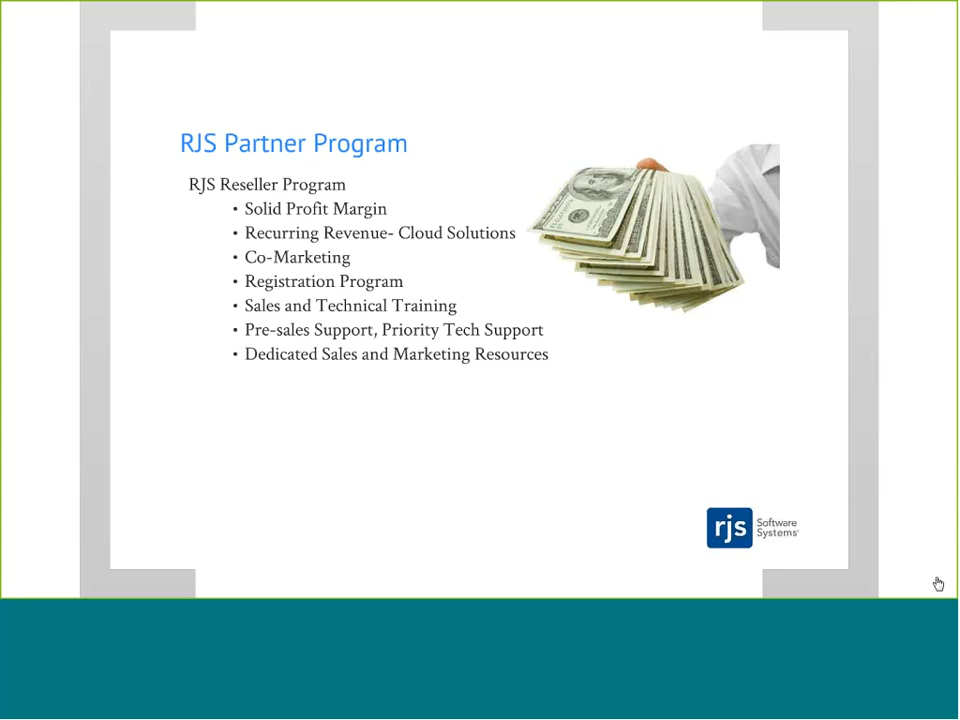 RJS Partner Program
RJS Reseller Program
• Solid Profit Margin
• Recurring Revenue- Cloud Solutions
• Co-Marketing
• Registration Program
• Sales and Technical Training
• Pre-sales Support, Priority Tech Support
• Dedicated Sales and Marketing Resources
rjs Software
Systems